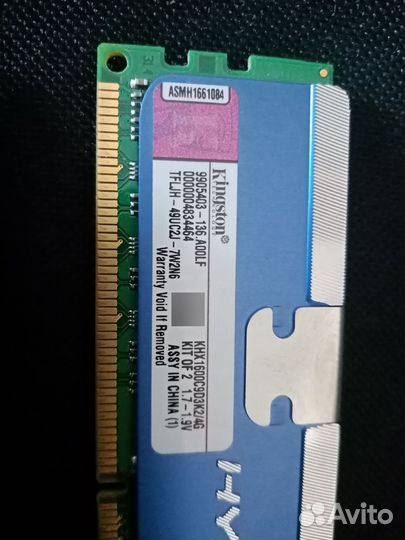 ASMH1661084
Kingston®
9905403-136.A00LF
0000004834464
TFLJH-49UC2J-7W2N6
Warranty Void If Removed
KHX1600C9D3K2/4G
KIT OF 2 1.7-1.9V
ASSY IN CHINA (1)
HY
Avito